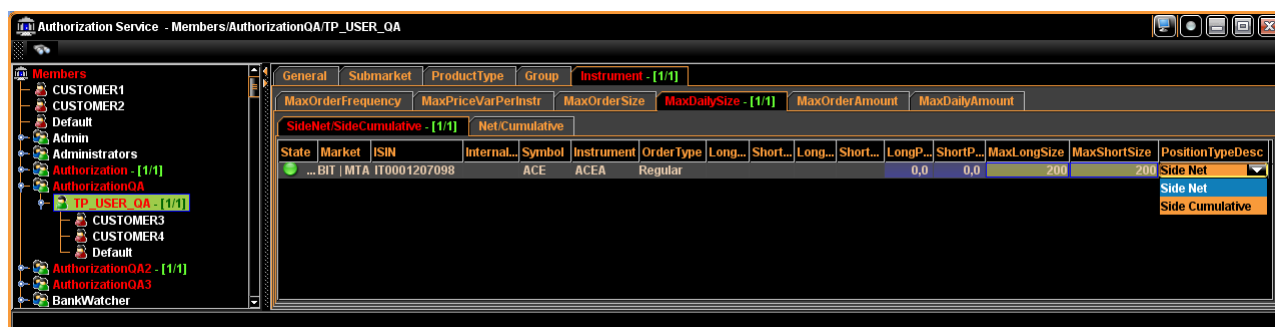 Authorization Service - Members/AuthorizationQA/TP_USER_QA
Members
CUSTOMER1
CUSTOMER2
Default
Admin
Administrators
Authorization - [1/1]
AuthorizationQA
TP_USER_QA - [1/1]
CUSTOMER3
CUSTOMER4
Default
AuthorizationQA2 - [1/1]
AuthorizationQA3
BankWatcher
General Submarket ProductType Group Instrument - [1/1]
MaxOrderFrequency MaxPriceVarPerInstr MaxOrderSize MaxDailySize - [1/1] MaxOrderAmount MaxDailyAmount
SideNet/SideCumulative - [1/1] Net/Cumulative
State Market ISIN Internal... Symbol Instrument OrderType Long... Short... Long... Short... LongP... ShortP... MaxLongSize MaxShortSize PositionTypeDesc
... BIT | MTA IT0001207098 ACE ACEA Regular 0,0 0,0 200 200 Side Net
Side Net
Side Cumulative